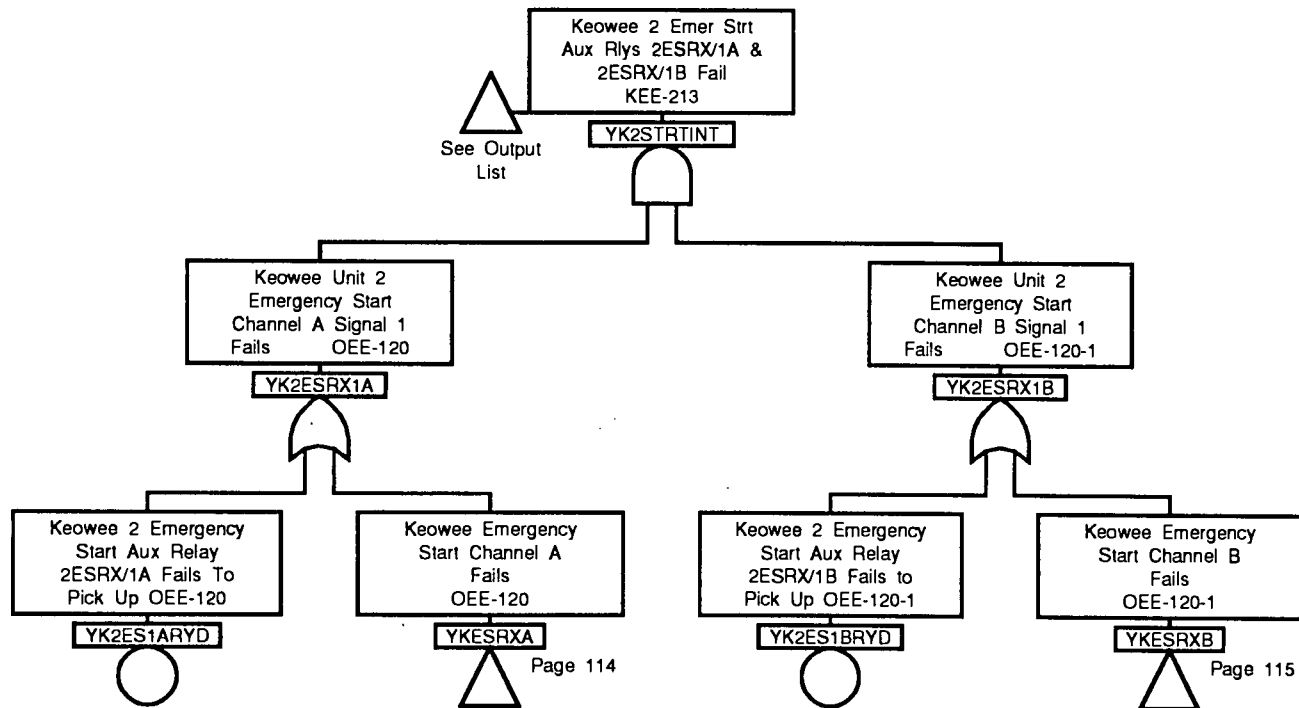 Keowee 2 Emer Strt
Aux Rlys 2ESRX/1A &
2ESRX/1B Fail
KEE-213
YK2STRTINT
See Output
List
Keowee Unit 2
Emergency Start
Channel A Signal 1
Fails OEE-120
YK2ESRX1A
Keowee Unit 2
Emergency Start
Channel B Signal 1
Fails OEE-120-1
YK2ESRX1B
Keowee 2 Emergency
Start Aux Relay
2ESRX/1A Fails To
Pick Up OEE-120
YK2ES1ARYD
Keowee Emergency
Start Channel A
Fails
OEE-120
YKESRXA
Page 114
Keowee 2 Emergency
Start Aux Relay
2ESRX/1B Fails to
Pick Up OEE-120-1
YK2ES1BRYD
Keowee Emergency
Start Channel B
Fails
OEE-120-1
YKESRXB
Page 115